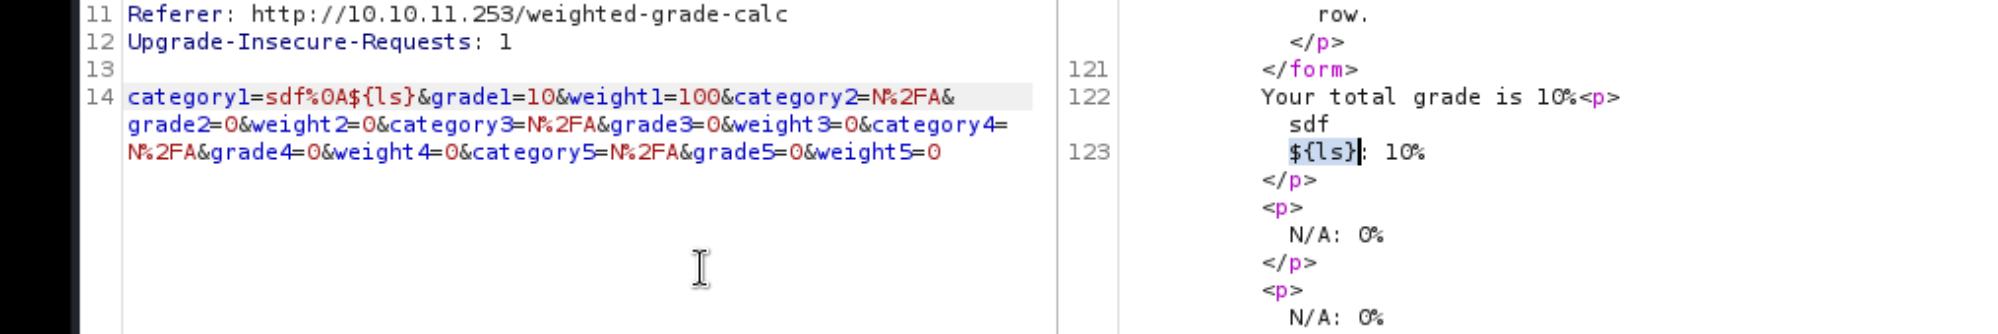 11 Referer: http://10.10.11.253/weighted-grade-calc
12 Upgrade-Insecure-Requests: 1
13
14 category1=sdf%0A${ls}&grade1=10&weight1=100&category2=N%2FA&
grade2=0&weight2=0&category3=N%2FA&grade3=0&weight3=0&category4=
N%2FA&grade4=0&weight4=0&category5=N%2FA&grade5=0&weight5=0
row.
</p>
121 </form>
122 Your total grade is 10%<p>
sdf
123 ${ls}: 10%
</p>
<p>
N/A: 0%
</p>
<p>
N/A: 0%